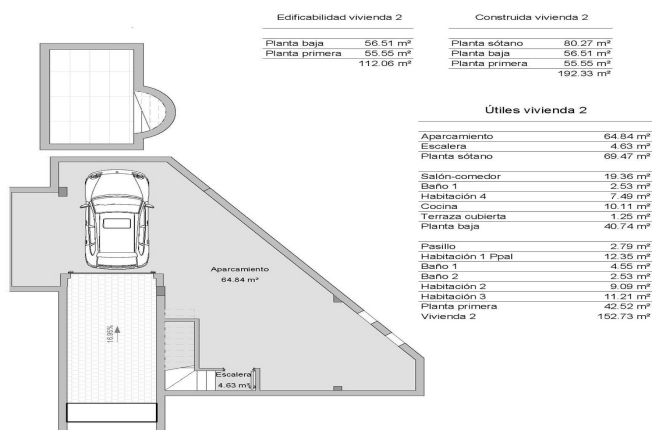 Edificabilidad vivienda 2
Planta baja 56.51 m²
Planta primera 55.55 m²
112.06 m²
Construida vivienda 2
Planta sótano 80.27 m²
Planta baja 56.51 m²
Planta primera 55.55 m²
192.33 m²
Útiles vivienda 2
Aparcamiento 64.84 m²
Escalera 4.63 m²
Planta sótano 69.47 m²
Salón-comedor 19.36 m²
Baño 1 2.53 m²
Habitación 4 7.49 m²
Cocina 10.11 m²
Terraza cubierta 1.25 m²
Planta baja 40.74 m²
Pasillo 2.79 m²
Habitación 1 Ppal 12.35 m²
Baño 1 4.55 m²
Baño 2 2.53 m²
Habitación 2 9.09 m²
Habitación 3 11.21 m²
Planta primera 42.52 m²
Vivienda 2 152.73 m²
Aparcamiento
64.84 m²
16.86%
Escalera
4.63 m²